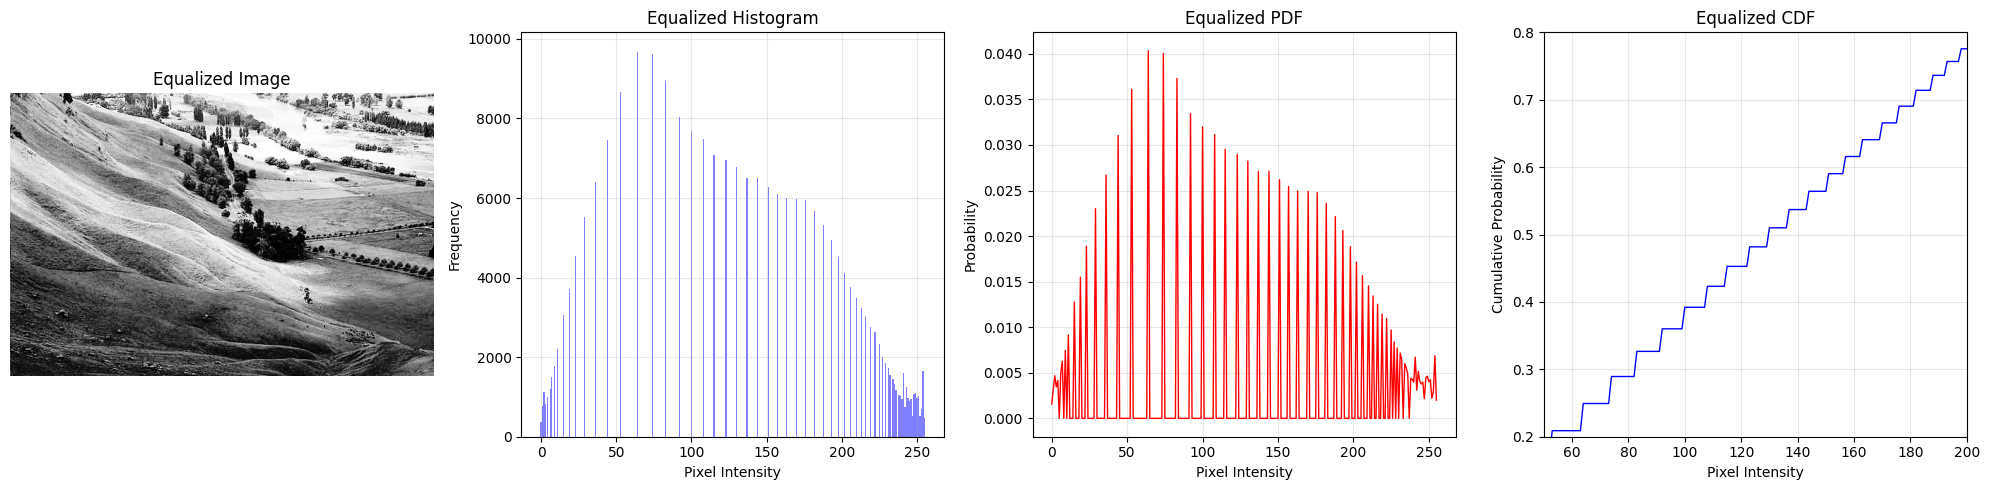 Equalized Image
Equalized Histogram
Frequency
10000
8000
6000
4000
2000
0
0 50 100 150 200 250
Pixel Intensity
Equalized PDF
Probability
0.040
0.035
0.030
0.025
0.020
0.015
0.010
0.005
0.000
0 50 100 150 200 250
Pixel Intensity
Equalized CDF
Cumulative Probability
0.8
0.7
0.6
0.5
0.4
0.3
0.2
60 80 100 120 140 160 180 200
Pixel Intensity